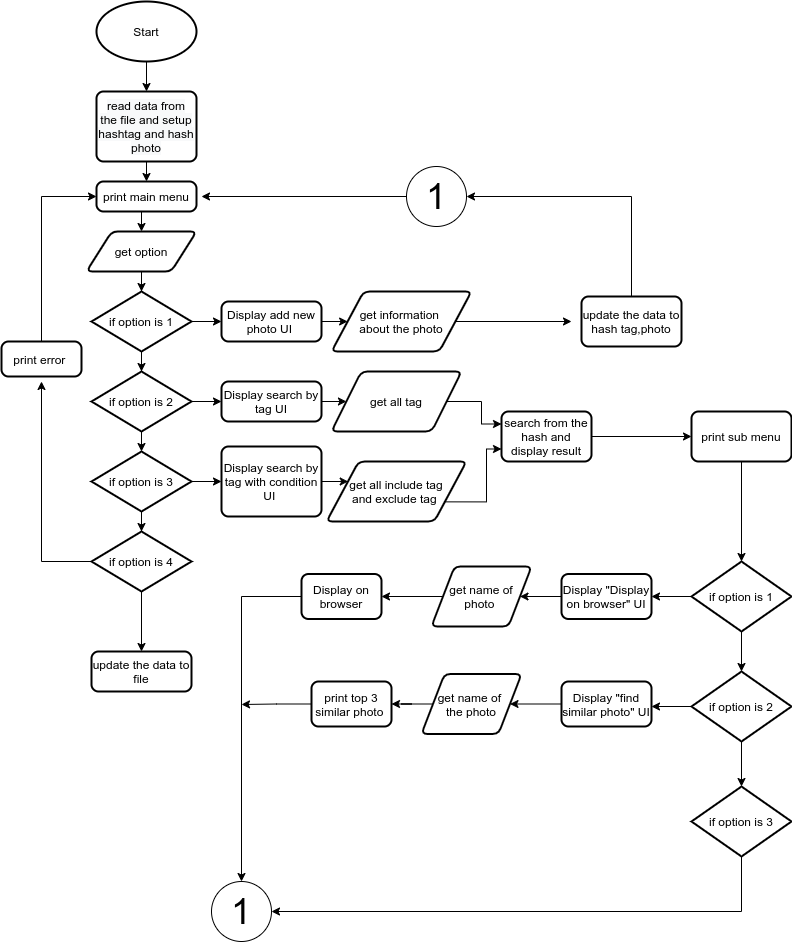 Start
read data from
the file and setup
hashtag and hash
photo
print main menu
1
get option
if option is 1
Display add new
photo UI
get information
about the photo
update the data to
hash tag,photo
print error
if option is 2
Display search by
tag UI
get all tag
search from the
hash and
display result
print sub menu
if option is 3
Display search by
tag with condition
UI
get all include tag
and exclude tag
if option is 4
update the data to
file
if option is 1
Display "Display
on browser" UI
get name of
photo
Display on
browser
if option is 2
Display "find
similar photo" UI
get name of
the photo
print top 3
similar photo
if option is 3
1